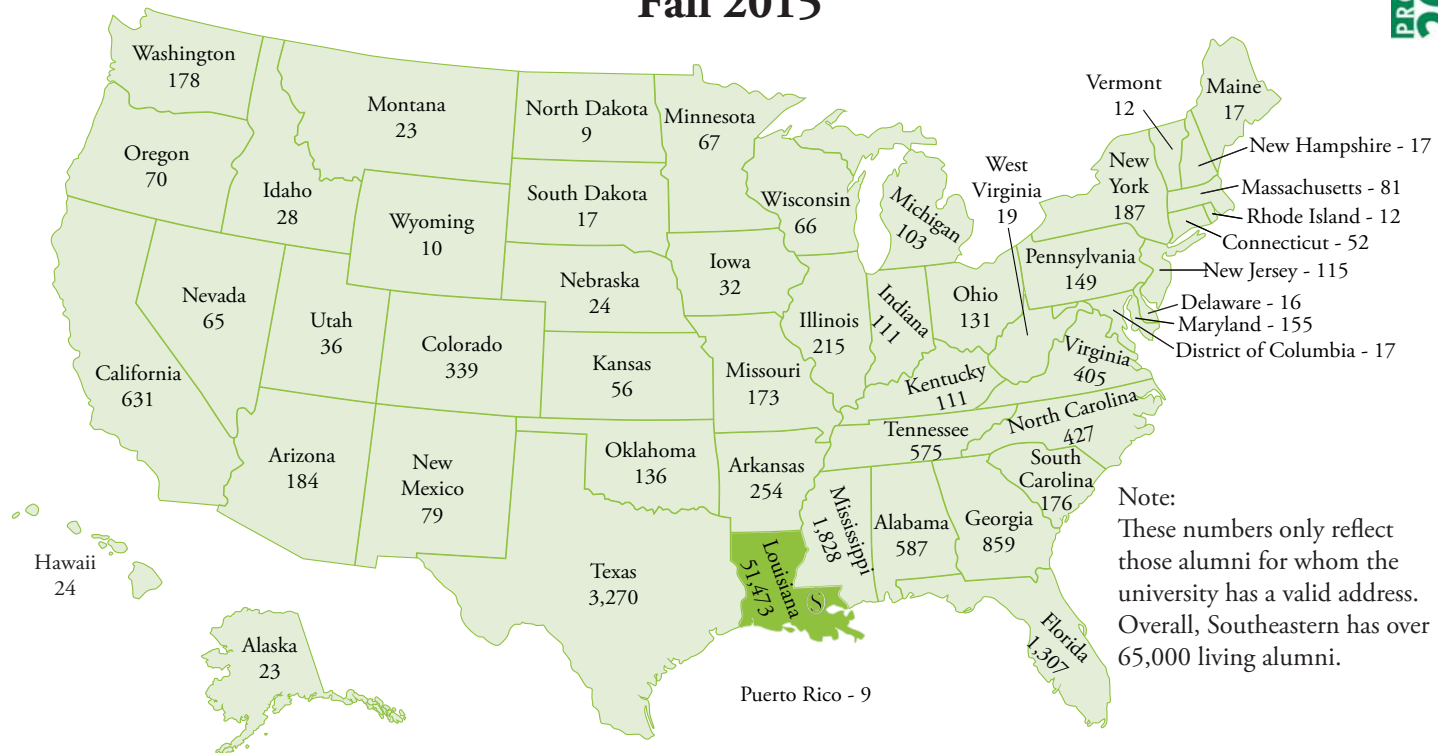 Fall 2015
Washington
178
Oregon
70
Idaho
28
Montana
23
North Dakota
9
Minnesota
67
South Dakota
17
Wyoming
10
Nebraska
24
Iowa
32
Wisconsin
66
Michigan
103
Nevada
65
Utah
36
Colorado
339
Kansas
56
Missouri
173
Illinois
215
Indiana
111
Ohio
131
California
631
Arizona
184
New
Mexico
79
Oklahoma
136
Arkansas
254
Texas
3,270
Louisiana
51,473
S
Mississippi
1,828
Alabama
587
Georgia
859
Florida
1,307
Tennessee
575
Kentucky
111
West
Virginia
19
Virginia
405
North Carolina
427
South
Carolina
176
Pennsylvania
149
New
York
187
Vermont
12
Maine
17
New Hampshire - 17
Massachusetts - 81
Rhode Island - 12
Connecticut - 52
New Jersey - 115
Delaware - 16
Maryland - 155
District of Columbia - 17
Hawaii
24
Alaska
23
Puerto Rico - 9
Note:
These numbers only reflect
those alumni for whom the
university has a valid address.
Overall, Southeastern has over
65,000 living alumni.